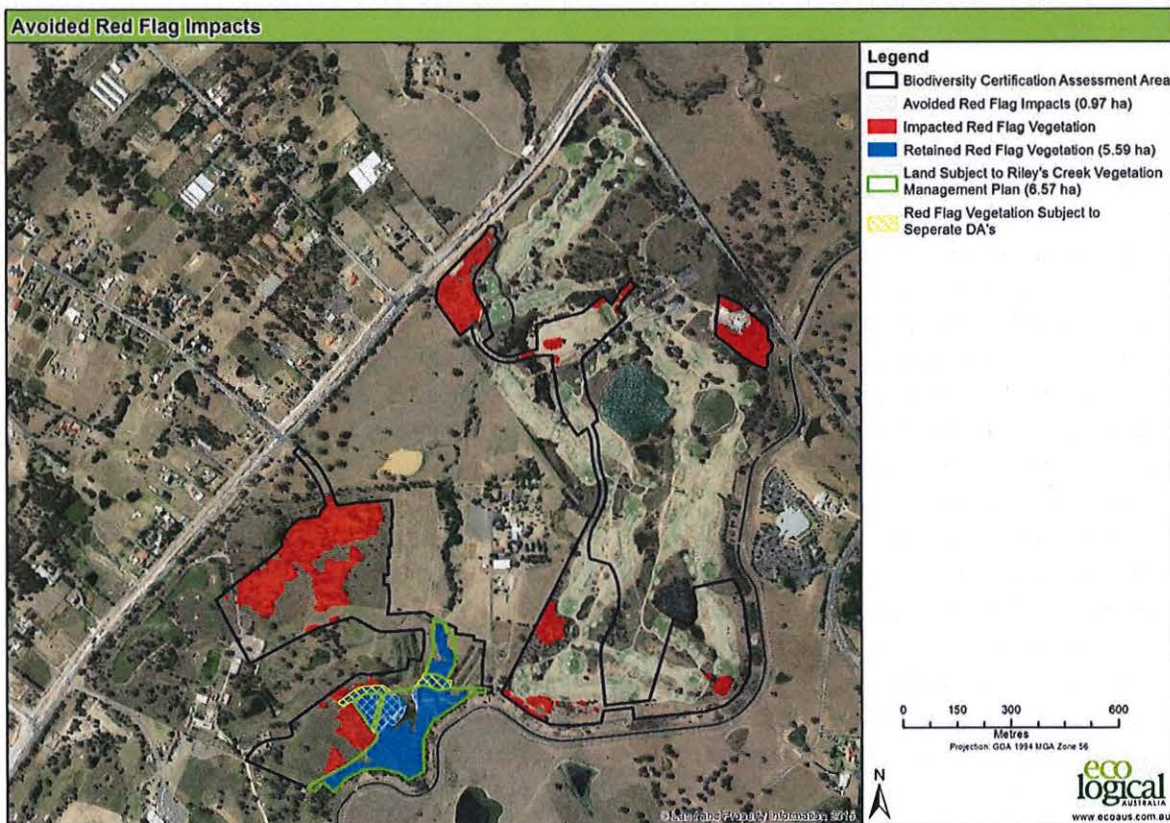 Avoided Red Flag Impacts
Legend
Biodiversity Certification Assessment Area
Avoided Red Flag Impacts (0.97 ha)
Impacted Red Flag Vegetation
Retained Red Flag Vegetation (5.59 ha)
Land Subject to Riley's Creek Vegetation
Management Plan (6.57 ha)
Red Flag Vegetation Subject to
Seperate DA's
0 150 300 600
Metres
Projection: GDA 1994 MGA Zone 56
N
eco
logical
AUSTRALIA
www.ecoaus.com.au
© Land and Property Information 2015